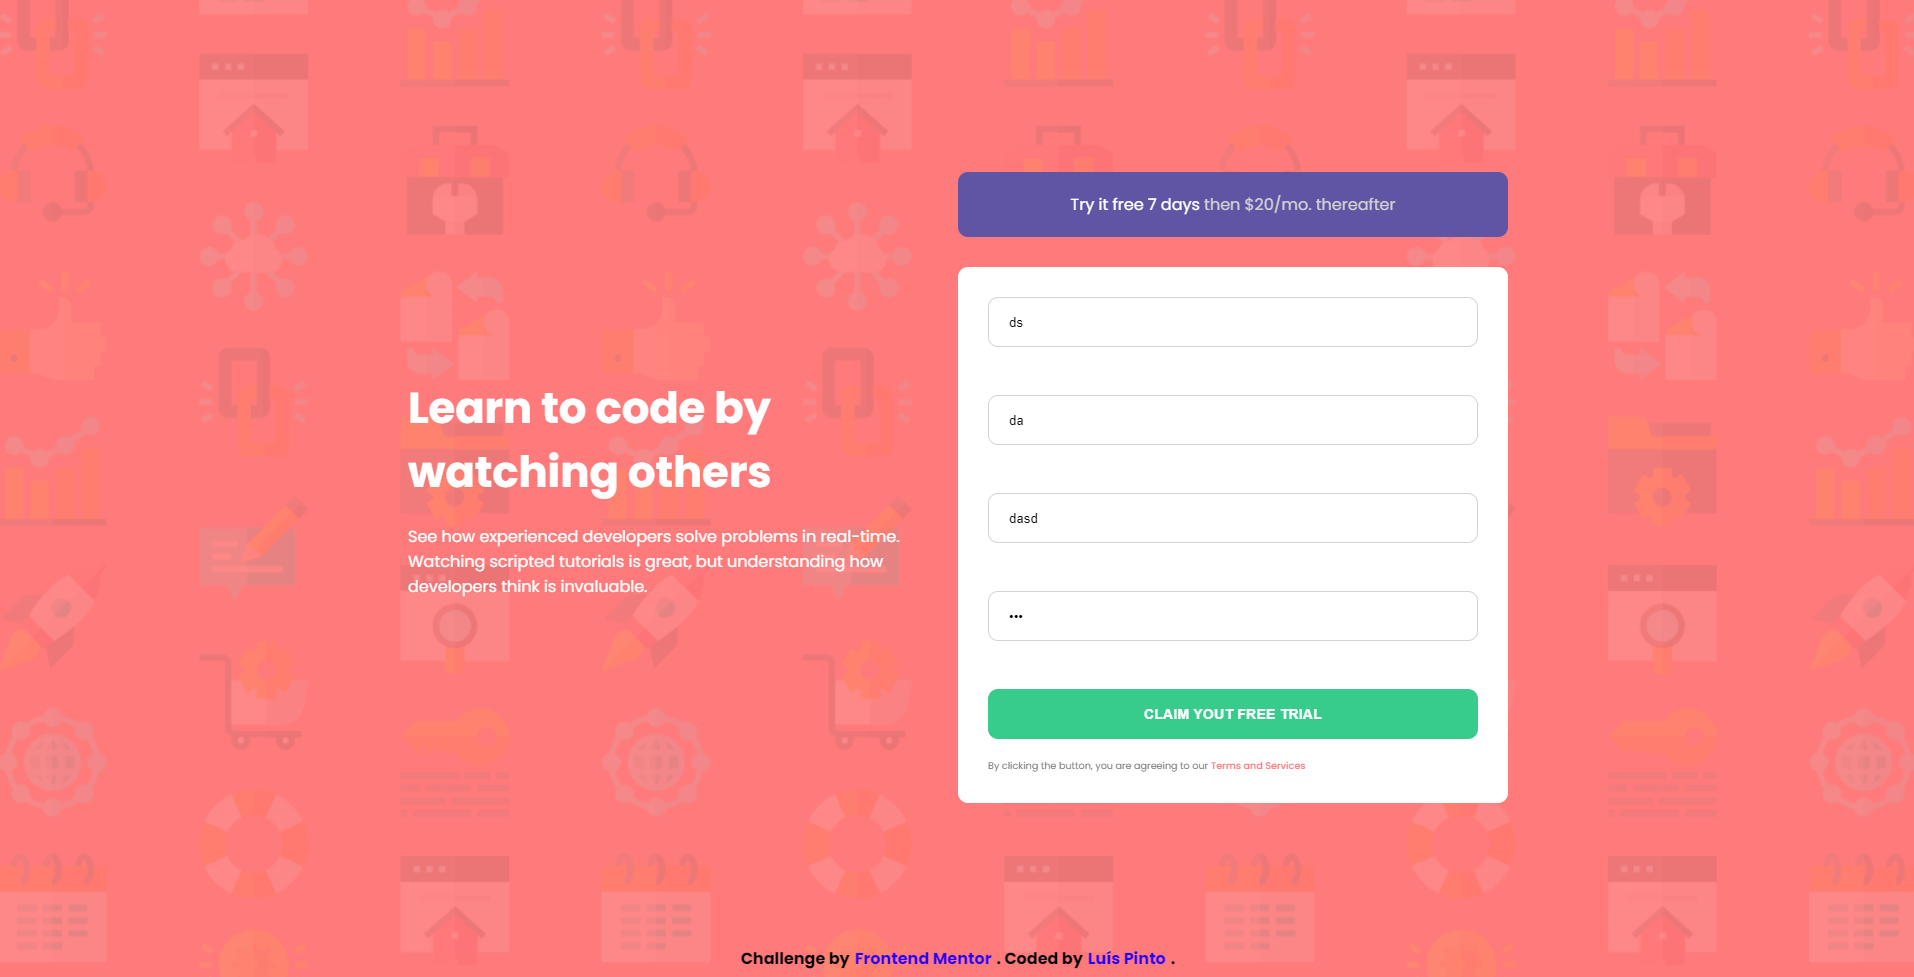 Learn to code by
watching others
See how experienced developers solve problems in real-time.
Watching scripted tutorials is great, but understanding how
developers think is invaluable.
Try it free 7 days then $20/mo. thereafter
ds
da
dasd
•••
CLAIM YOUT FREE TRIAL
By clicking the button, you are agreeing to our Terms and Services
Challenge by Frontend Mentor . Coded by Luís Pinto .